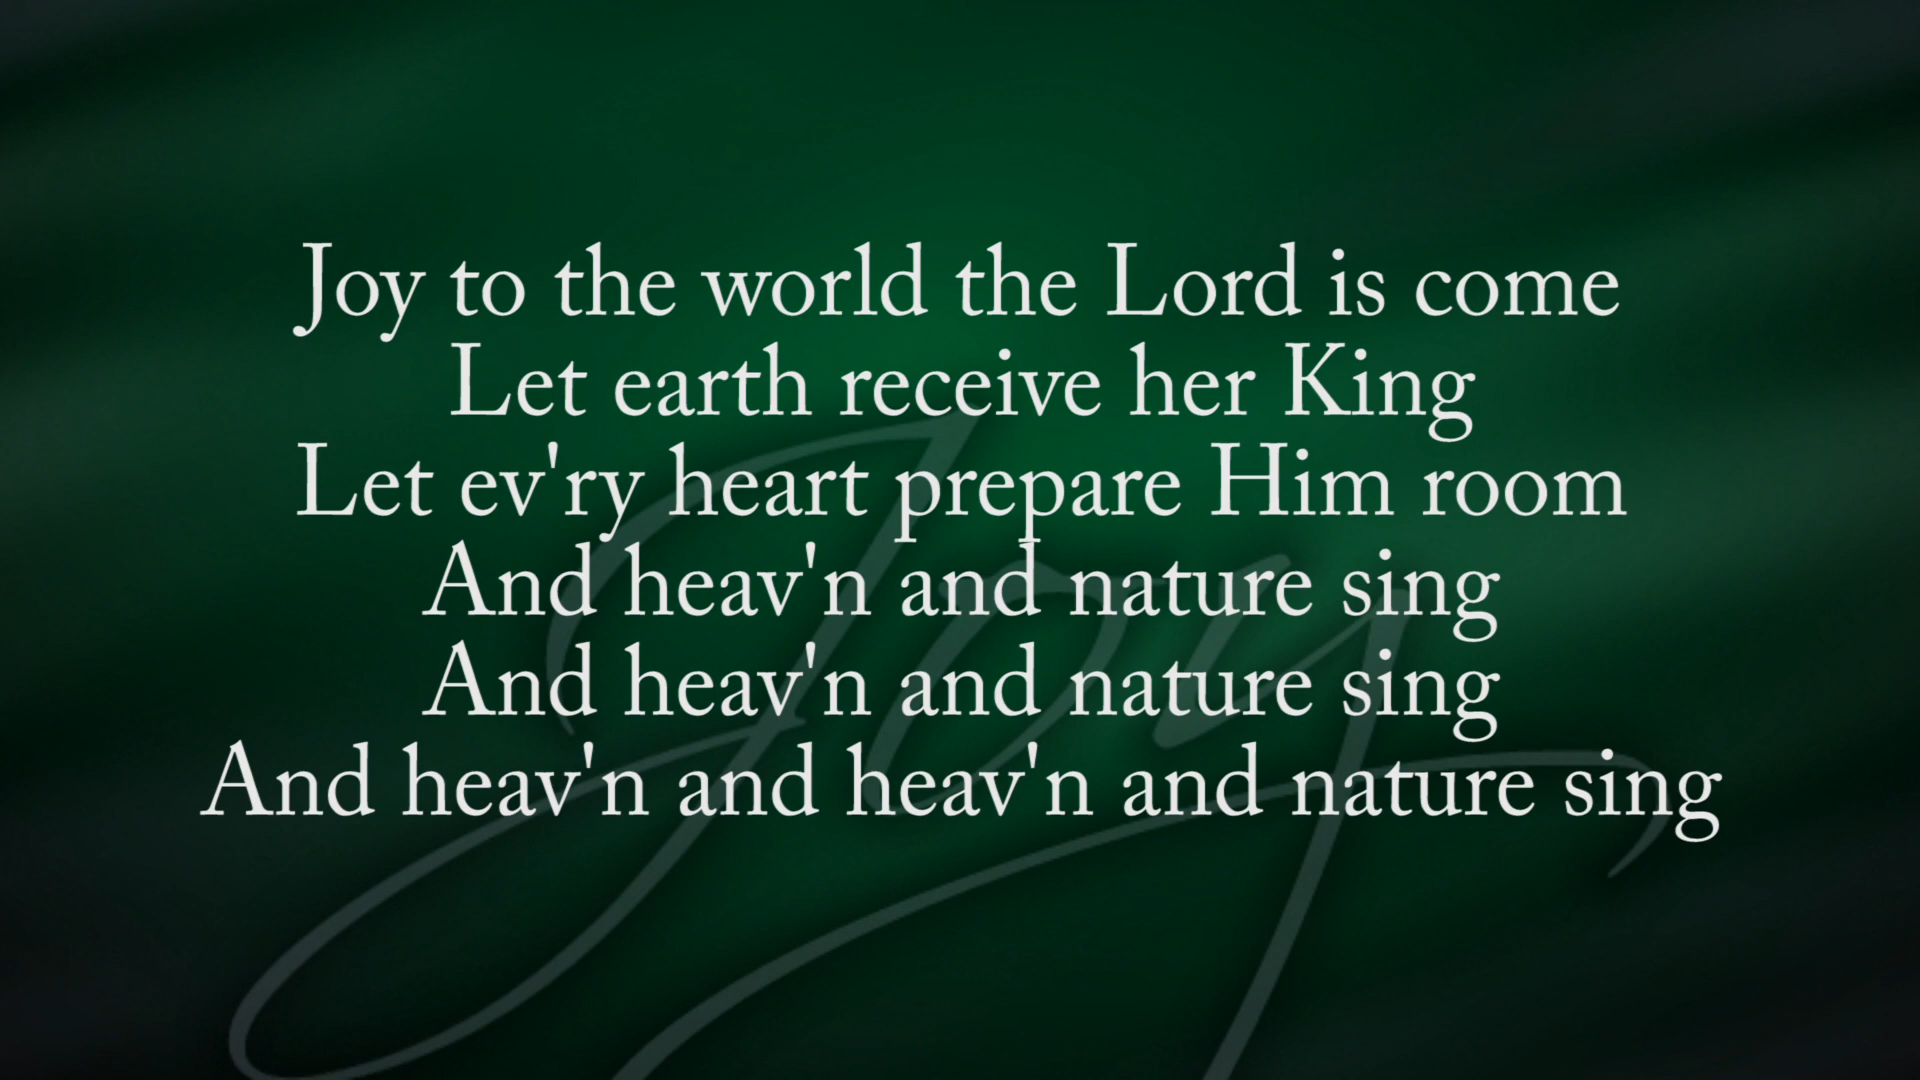 Joy to the world the Lord is come
Let earth receive her King
Let ev'ry heart prepare Him room
And heav'n and nature sing
And heav'n and nature sing
And heav'n and heav'n and nature sing
Joy